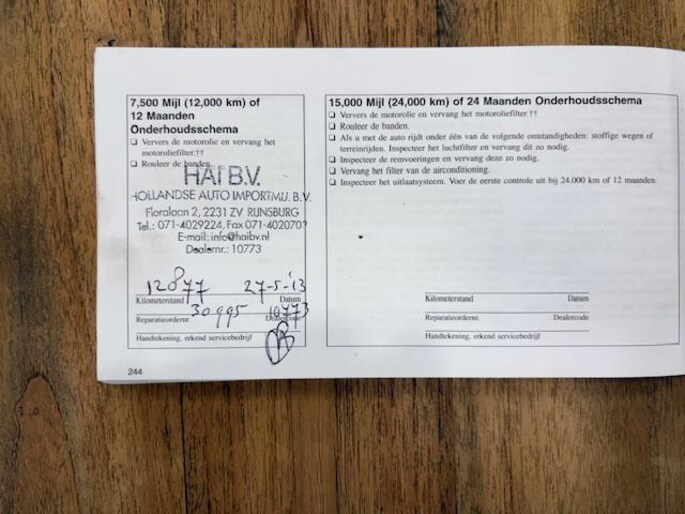 7,500 Mijl (12,000 km) of
12 Maanden
Onderhoudsschema
❏ Ververs de motorolie en vervang het
motoroliefilter.††
❏ Rouleer de banden.
HAI B.V.
HOLLANDSE AUTO IMPORTMIJ. B.V.
Floralaan 2, 2231 ZV RIJNSBURG
Tel.: 071-4029224, Fax 071-4020703
E-mail: info@haibv.nl
Dealernr.: 10773
12877 27-5-'13
Kilometerstand Datum
30995 10773
Reparatieordernr. Dealercode
Handtekening, erkend servicebedrijf
244
15,000 Mijl (24,000 km) of 24 Maanden Onderhoudsschema
❏ Ververs de motorolie en vervang het motoroliefilter.††
❏ Rouleer de banden.
❏ Als u met de auto rijdt onder één van de volgende omstandigheden: stoffige wegen of
terreinrijden. Inspecteer het luchtfilter en vervang dit zo nodig.
❏ Inspecteer de remvoeringen en vervang deze zo nodig.
❏ Vervang het filter van de airconditioning.
❏ Inspecteer het uitlaatsysteem. Voer de eerste controle uit bij 24.000 km of 12 maanden.
Kilometerstand Datum
Reparatieordernr. Dealercode
Handtekening, erkend servicebedrijf